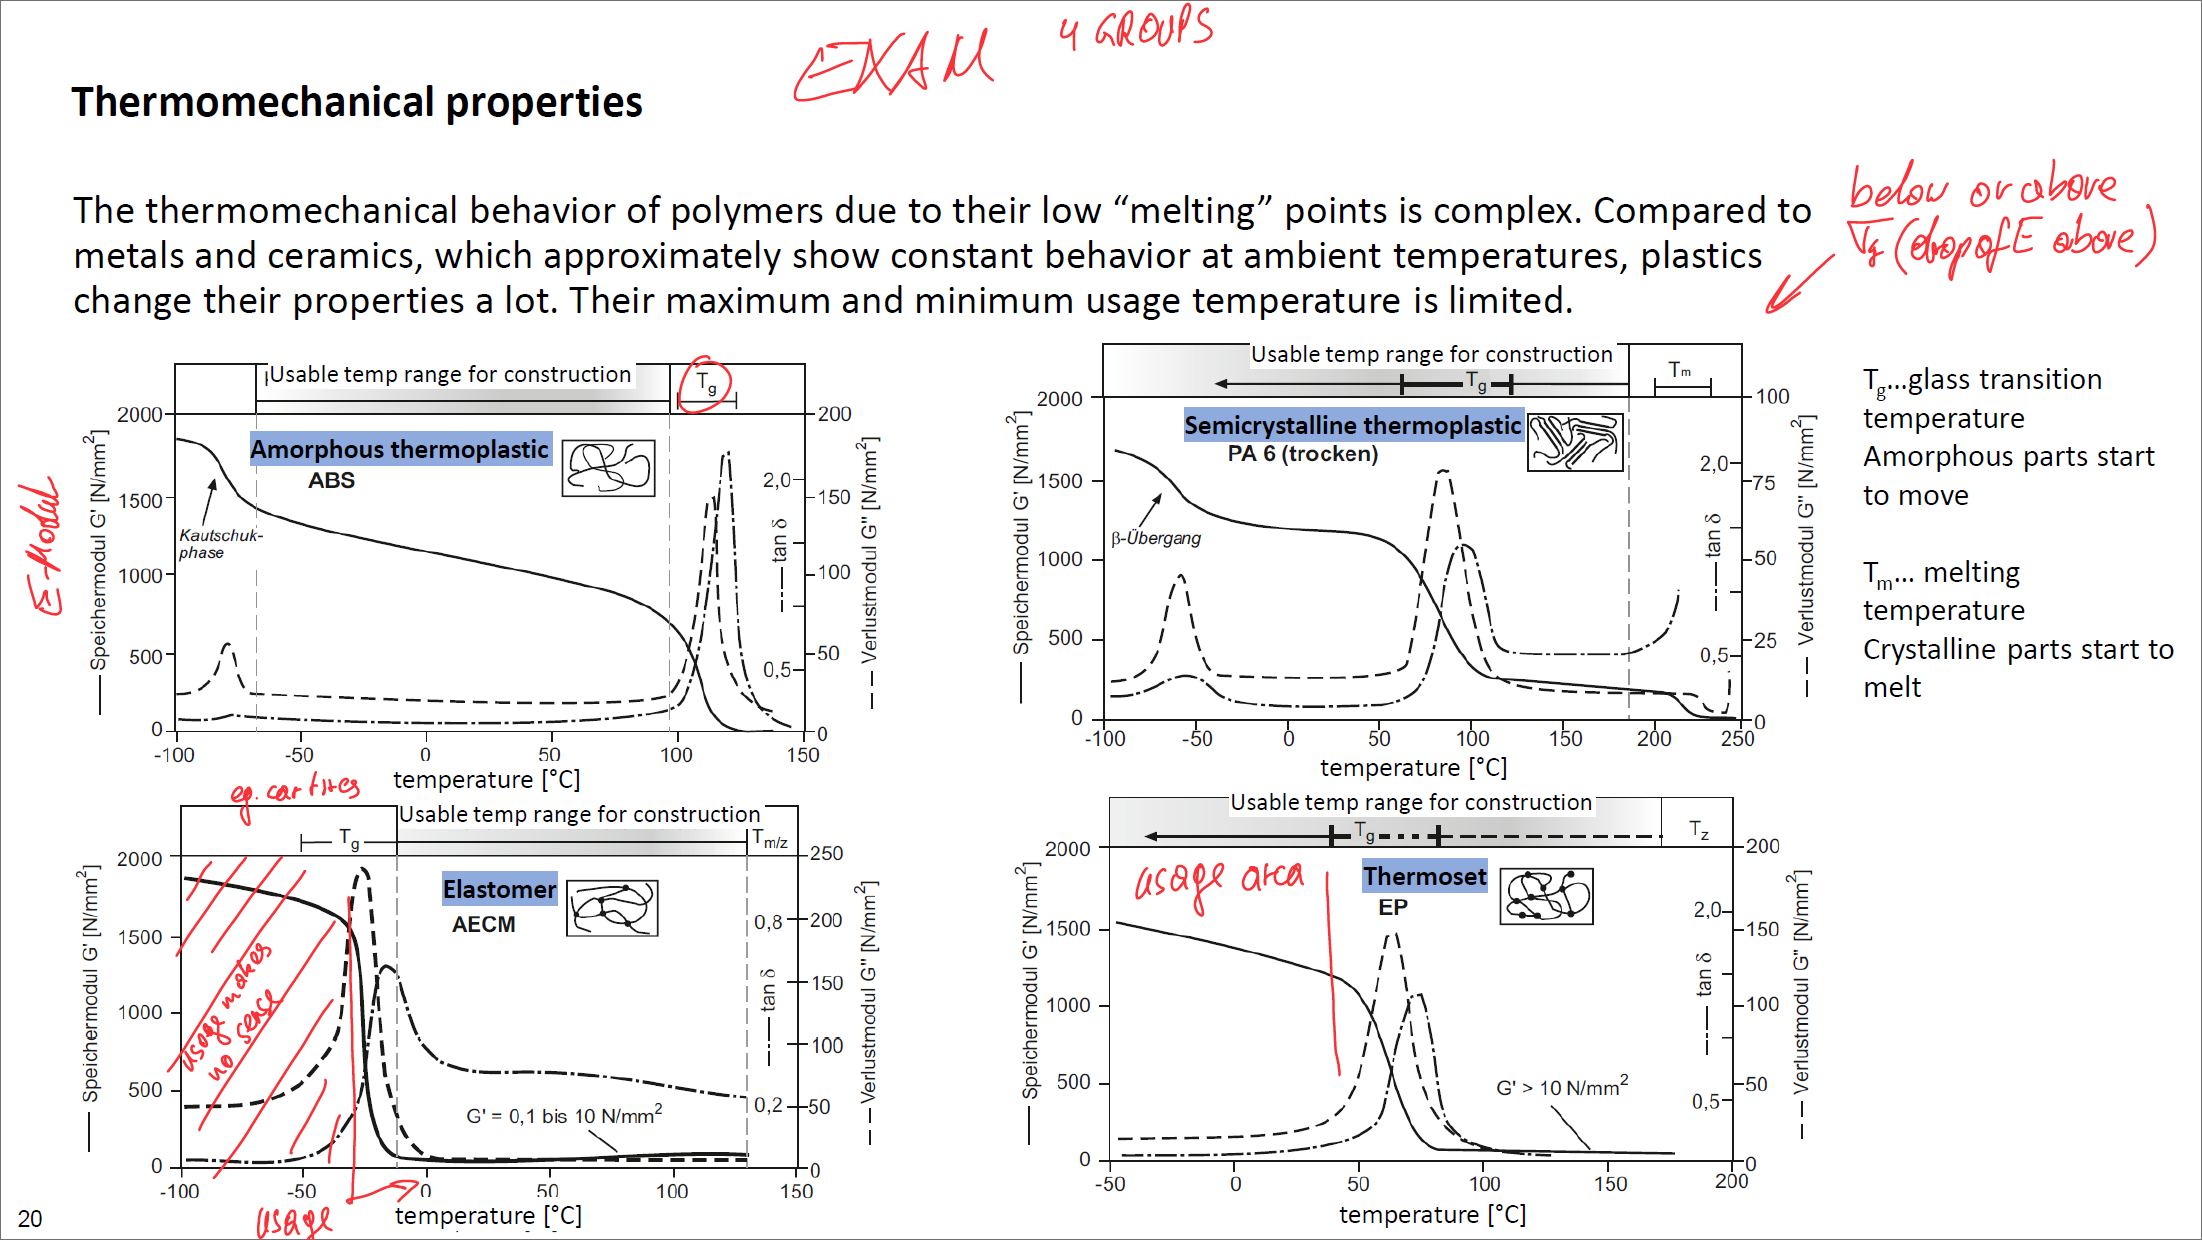 EXAM
4 GROUPS
Thermomechanical properties
below or above
Tg (drop of E above)
The thermomechanical behavior of polymers due to their low “melting” points is complex. Compared to
metals and ceramics, which approximately show constant behavior at ambient temperatures, plastics
change their properties a lot. Their maximum and minimum usage temperature is limited.
Usable temp range for construction
Tg
Amorphous thermoplastic
ABS
Kautschuk-
phase
E-Modul
Speichermodul G' [N/mm²]
2000
1500
1000
500
0
2,0
0,5
tan δ
200
150
100
50
0
Verlustmodul G'' [N/mm²]
-100
-50
0
50
100
150
temperature [°C]
Usable temp range for construction
Tg
Tm
Semicrystalline thermoplastic
PA 6 (trocken)
β-Übergang
Speichermodul G' [N/mm²]
2000
1500
1000
500
0
2,0
0,5
tan δ
100
75
50
25
0
Verlustmodul G'' [N/mm²]
-100
-50
0
50
100
150
200
250
temperature [°C]
Tg...glass transition
temperature
Amorphous parts start
to move
Tm... melting
temperature
Crystalline parts start to
melt
eg. car tires
Usable temp range for construction
Tg
Tm/z
Elastomer
AECM
usage makes
no sense
G' = 0,1 bis 10 N/mm²
Speichermodul G' [N/mm²]
2000
1500
1000
500
0
0,8
0,2
tan δ
250
200
150
100
50
0
Verlustmodul G'' [N/mm²]
-100
-50
0
50
100
150
usage
temperature [°C]
Usable temp range for construction
Tg
Tz
usage area
Thermoset
EP
G' > 10 N/mm²
Speichermodul G' [N/mm²]
2000
1500
1000
500
0
2,0
0,5
tan δ
200
150
100
50
0
Verlustmodul G'' [N/mm²]
-50
0
50
100
150
200
temperature [°C]
20